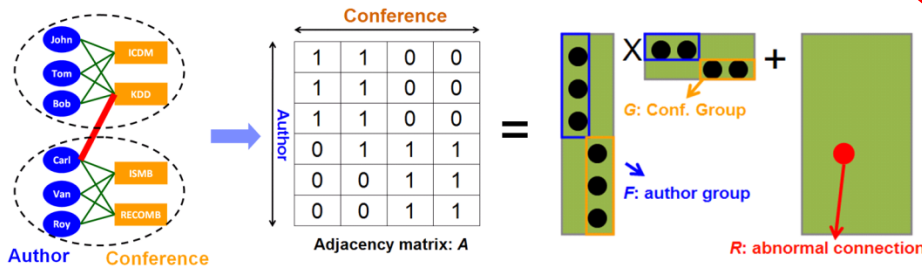 John
Tom
Bob
Carl
Van
Roy
ICDM
KDD
ISMB
RECOMB
Author
Conference
Conference
Author
1 1 0 0
1 1 0 0
1 1 0 0
0 1 1 1
0 0 1 1
0 0 1 1
Adjacency matrix: A
=
X
+
G: Conf. Group
F: author group
R: abnormal connection